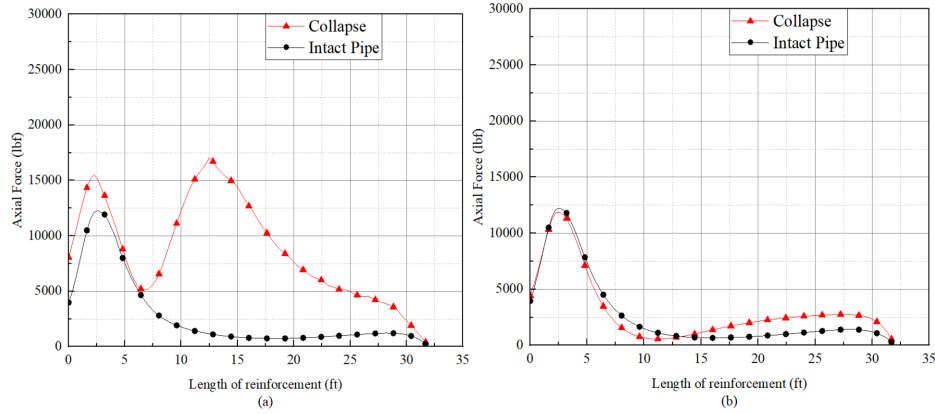 30000
25000
20000
15000
10000
5000
0
Axial Force (lbf)
Collapse
Intact Pipe
0 5 10 15 20 25 30 35
Length of reinforcement (ft)
(a)
30000
25000
20000
15000
10000
5000
0
Axial Force (lbf)
Collapse
Intact Pipe
0 5 10 15 20 25 30 35
Length of reinforcement (ft)
(b)